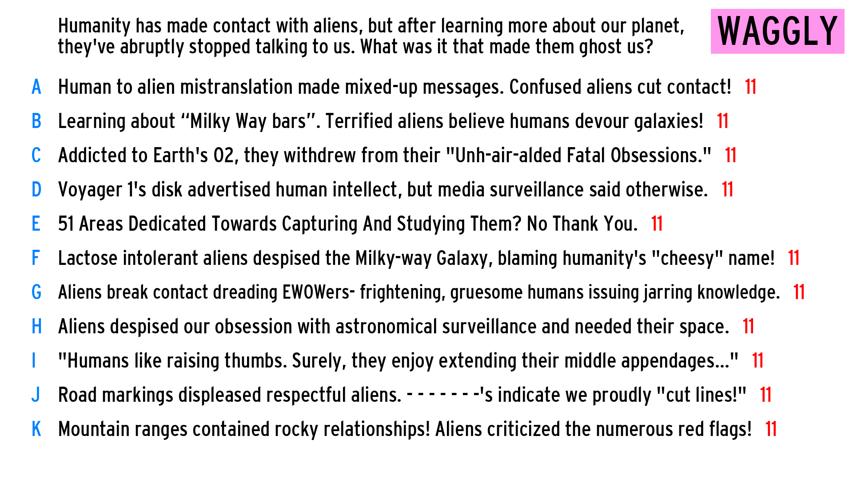 Humanity has made contact with aliens, but after learning more about our planet,
they've abruptly stopped talking to us. What was it that made them ghost us?
WAGGLY
A Human to alien mistranslation made mixed-up messages. Confused aliens cut contact! 11
B Learning about “Milky Way bars”. Terrified aliens believe humans devour galaxies! 11
C Addicted to Earth's O2, they withdrew from their "Unh-air-alded Fatal Obsessions." 11
D Voyager 1's disk advertised human intellect, but media surveillance said otherwise. 11
E 51 Areas Dedicated Towards Capturing And Studying Them? No Thank You. 11
F Lactose intolerant aliens despised the Milky-way Galaxy, blaming humanity's "cheesy" name! 11
G Aliens break contact dreading EWOWers- frightening, gruesome humans issuing jarring knowledge. 11
H Aliens despised our obsession with astronomical surveillance and needed their space. 11
I "Humans like raising thumbs. Surely, they enjoy extending their middle appendages..." 11
J Road markings displeased respectful aliens. - - - - - - -'s indicate we proudly "cut lines!" 11
K Mountain ranges contained rocky relationships! Aliens criticized the numerous red flags! 11